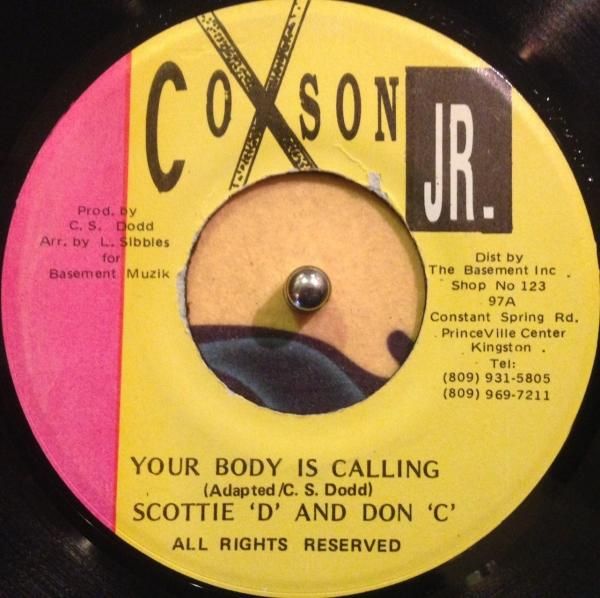 COXSON
JR.
Prod. by
C. S. Dodd
Arr. by L. Sibbles
for
Basement Muzik
Dist by
The Basement Inc .
Shop No 123
97A
Constant Spring Rd.
PrinceVille Center
Kingston .
Tel:
(809) 931-5805
(809) 969-7211
YOUR BODY IS CALLING
(Adapted/C. S. Dodd)
SCOTTIE 'D' AND DON 'C'
ALL RIGHTS RESERVED